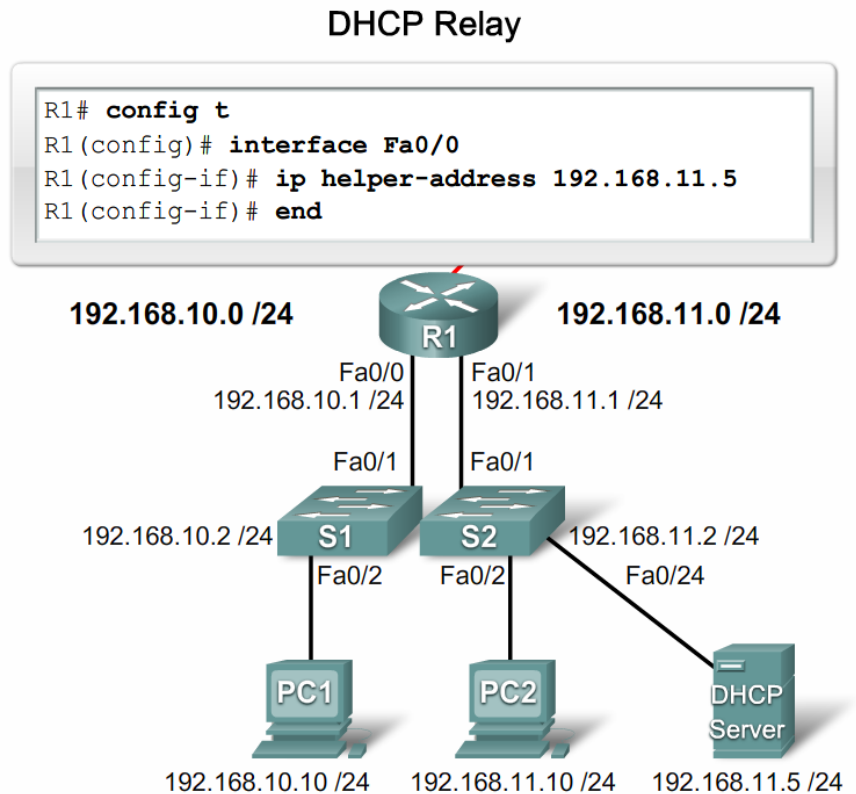 DHCP Relay
R1# config t
R1(config)# interface Fa0/0
R1(config-if)# ip helper-address 192.168.11.5
R1(config-if)# end
192.168.10.0 /24
192.168.11.0 /24
R1
Fa0/0
Fa0/1
192.168.10.1 /24
192.168.11.1 /24
Fa0/1
Fa0/1
192.168.10.2 /24
S1
S2
192.168.11.2 /24
Fa0/2
Fa0/2
Fa0/24
PC1
PC2
DHCP
Server
192.168.10.10 /24
192.168.11.10 /24
192.168.11.5 /24